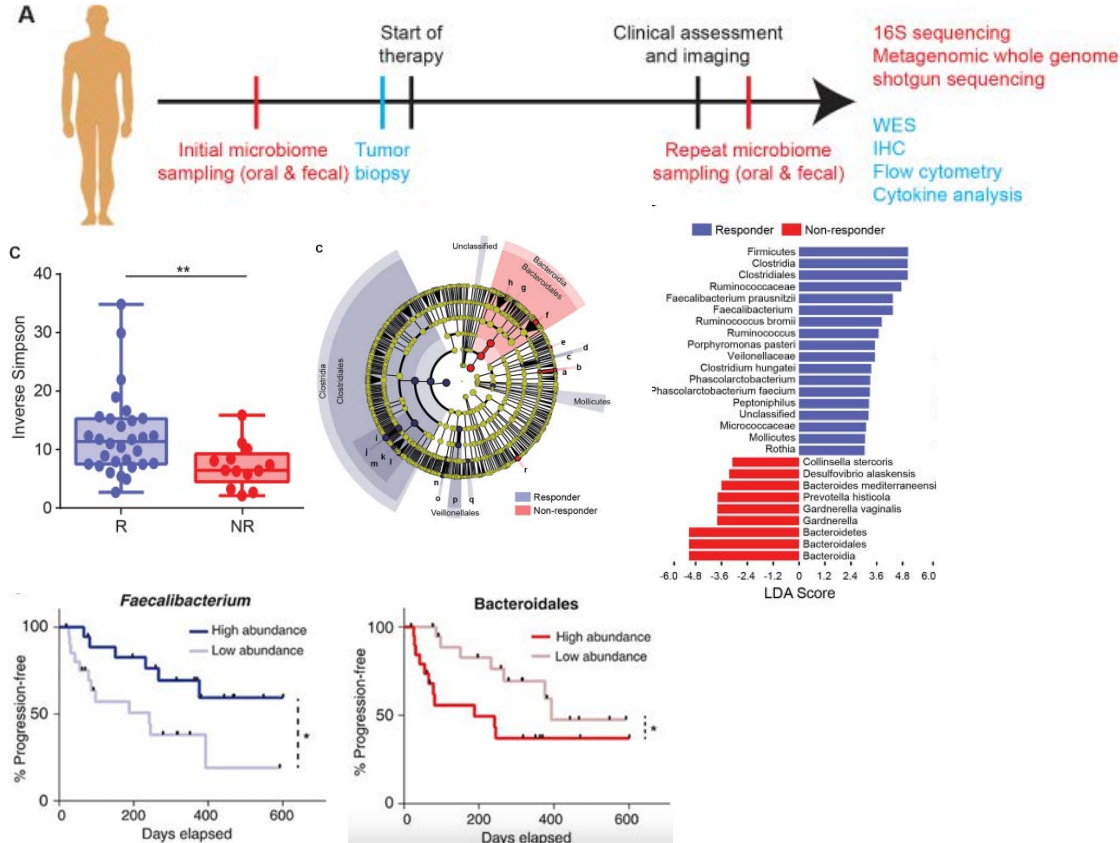 A
Start of
therapy
Clinical assessment
and imaging
Initial microbiome
sampling (oral & fecal)
Tumor
biopsy
Repeat microbiome
sampling (oral & fecal)
16S sequencing
Metagenomic whole genome
shotgun sequencing
WES
IHC
Flow cytometry
Cytokine analysis
C
**
Inverse Simpson
40
30
20
10
0
R
NR
C
Unclassified
Bacteroidia
Bacteroidales
h
g
f
e
d
c
b
a
Mollicutes
r
Clostridia
Clostridiales
i
j
k
l
m
n
o
p
q
Veillonellales
Responder
Non-responder
Responder
Non-responder
Firmicutes
Clostridia
Clostridiales
Ruminococcaceae
Faecalibacterium prausnitzii
Faecalibacterium
Ruminococcus bromii
Ruminococcus
Porphyromonas pasteri
Veilonellaceae
Clostridium hungatei
Phascolarctobacterium
Phascolarctobacterium faecium
Peptoniphilus
Unclassified
Micrococcaceae
Mollicutes
Rothia
Collinsella stercoris
Desulfovibrio alaskensis
Bacteroides mediterraneensi
Prevotella histicola
Gardnerella vaginalis
Gardnerella
Bacteroidetes
Bacteroidales
Bacteroidia
-6.0 -4.8 -3.6 -2.4 -1.2 0 1.2 2.4 3.6 4.8 6.0
LDA Score
Faecalibacterium
High abundance
Low abundance
% Progression-free
100
50
0
*
0 200 400 600
Days elapsed
Bacteroidales
High abundance
Low abundance
% Progression-free
100
50
0
*
0 200 400 600
Days elapsed